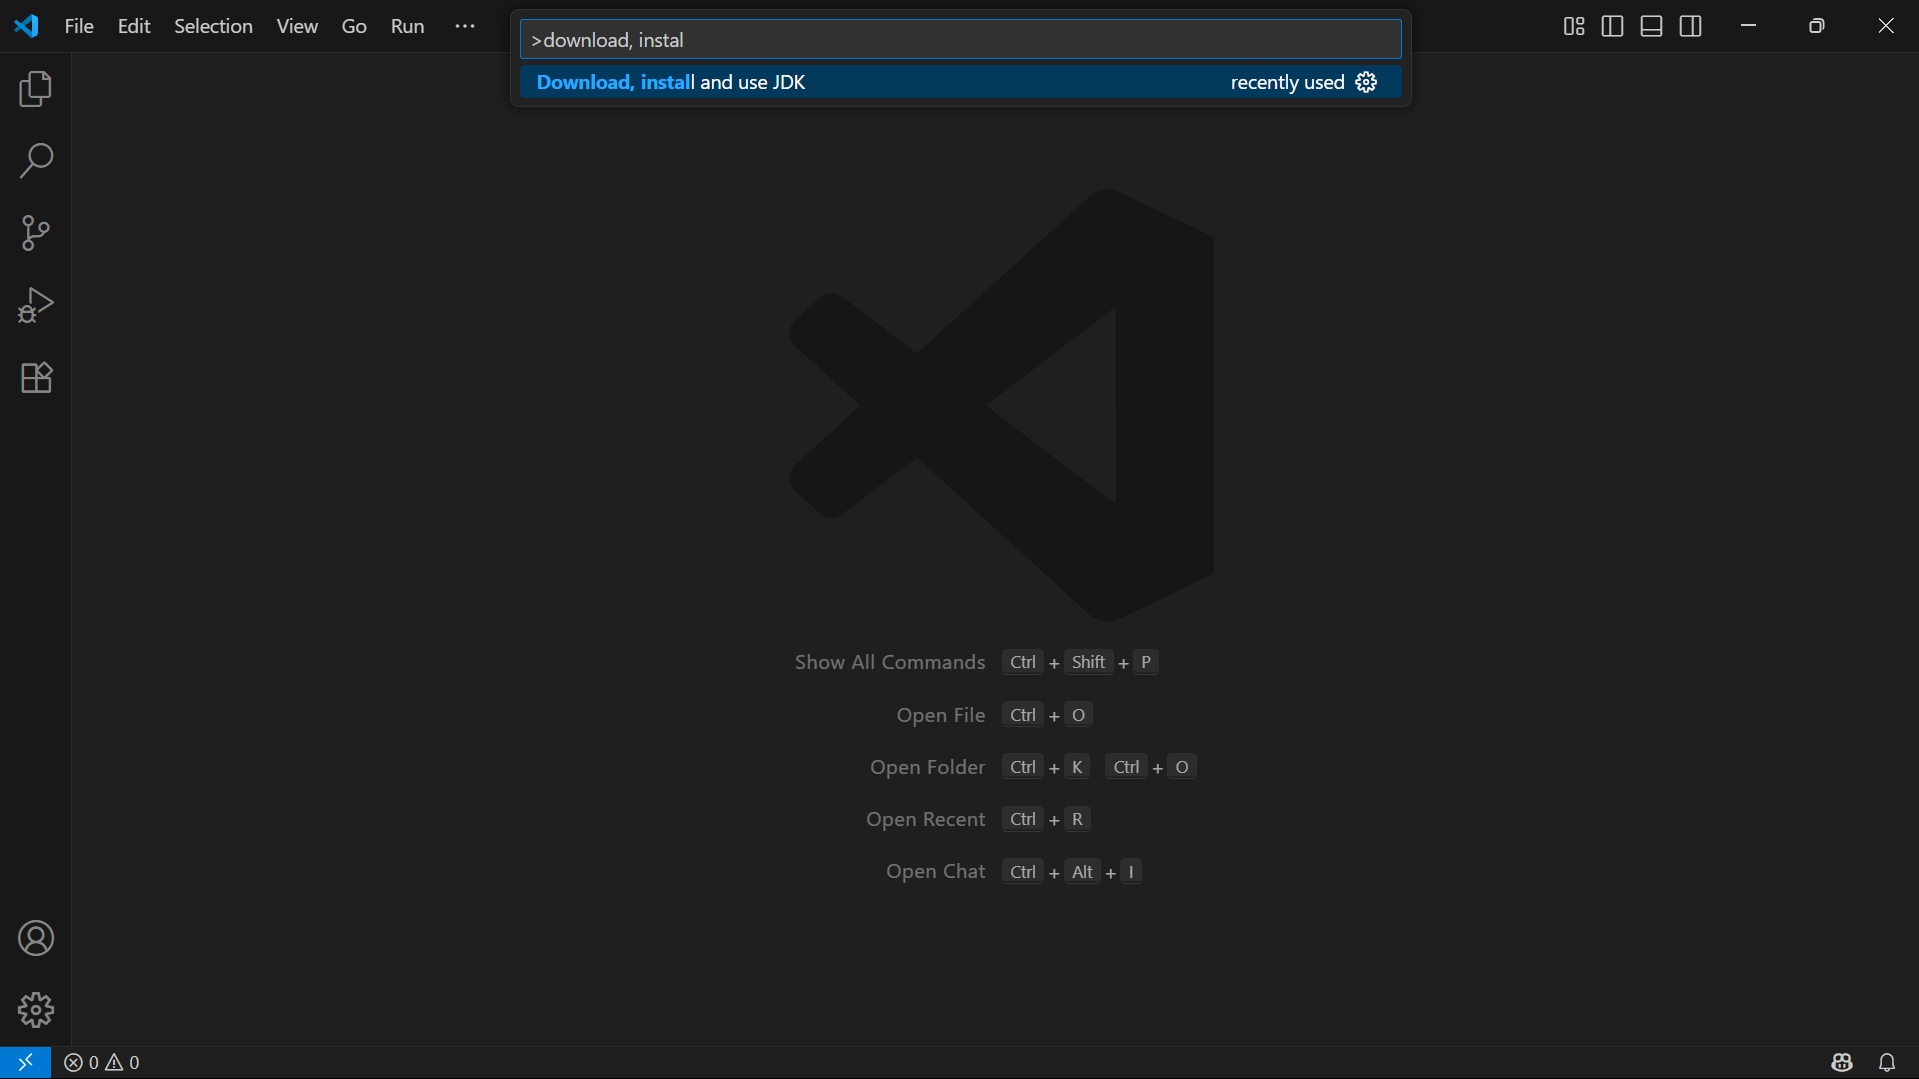 File Edit Selection View Go Run ···
>download, instal
Download, install and use JDK recently used
Show All Commands Ctrl + Shift + P
Open File Ctrl + O
Open Folder Ctrl + K Ctrl + O
Open Recent Ctrl + R
Open Chat Ctrl + Alt + I
0 0